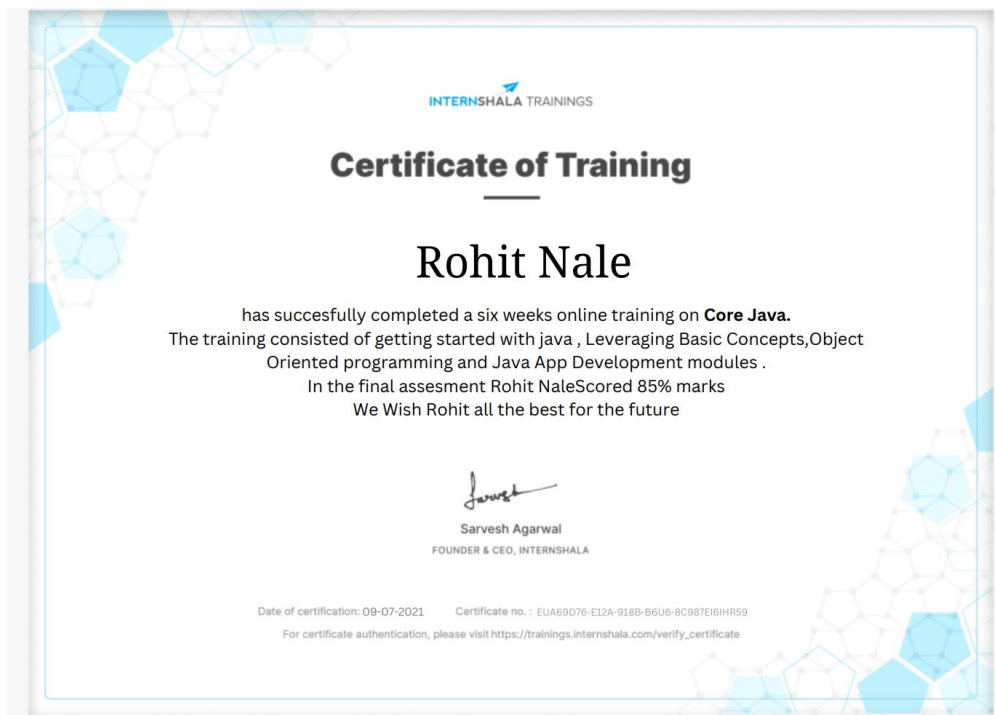 INTERNSHALA TRAININGS
Certificate of Training
Rohit Nale
has succesfully completed a six weeks online training on Core Java.
The training consisted of getting started with java , Leveraging Basic Concepts,Object
Oriented programming and Java App Development modules .
In the final assesment Rohit NaleScored 85% marks
We Wish Rohit all the best for the future
Sarvesh
Sarvesh Agarwal
FOUNDER & CEO, INTERNSHALA
Date of certification: 09-07-2021 Certificate no. : EUA69D76-E12A-918B-B6U6-8C987EI6IHR59
For certificate authentication, please visit https://trainings.internshala.com/verify_certificate